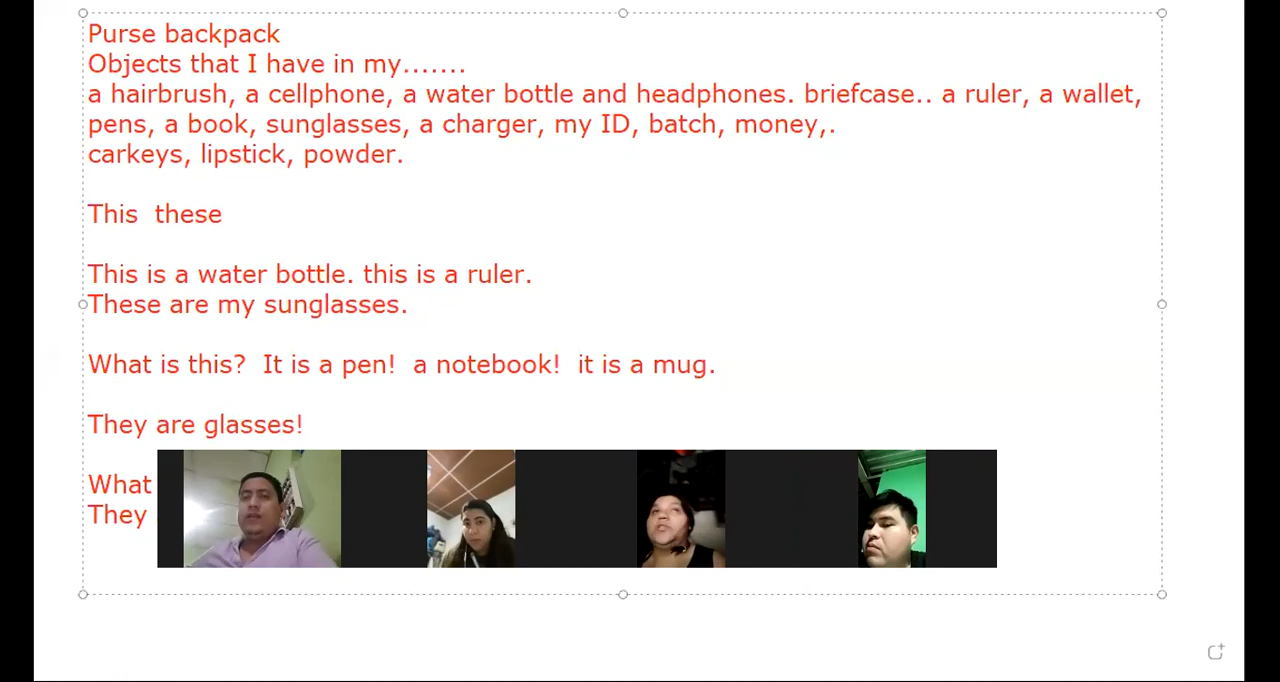 Purse backpack
Objects that I have in my.......
a hairbrush, a cellphone, a water bottle and headphones. briefcase.. a ruler, a wallet,
pens, a book, sunglasses, a charger, my ID, batch, money,.
carkeys, lipstick, powder.
This  these
This is a water bottle. this is a ruler.
These are my sunglasses.
What is this?  It is a pen!  a notebook!  it is a mug.
They are glasses!
What
They